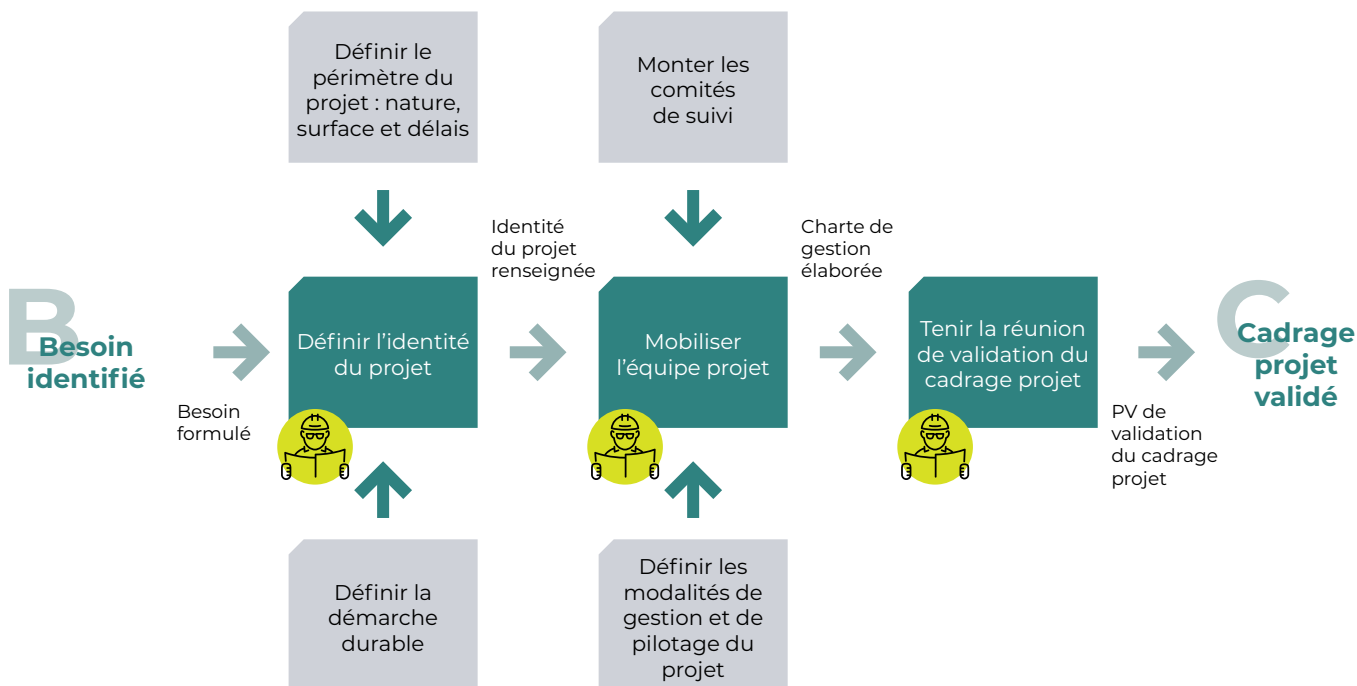 Définir le
périmètre du
projet : nature,
surface et délais
Monter les
comités
de suivi
Identité
du projet
renseignée
Charte de
gestion
élaborée
B
Besoin
identifié
Besoin
formulé
Définir l’identité
du projet
Mobiliser
l’équipe projet
Tenir la réunion
de validation du
cadrage projet
PV de
validation
du cadrage
projet
C
Cadrage
projet
validé
Définir la
démarche
durable
Définir les
modalités de
gestion et de
pilotage du
projet